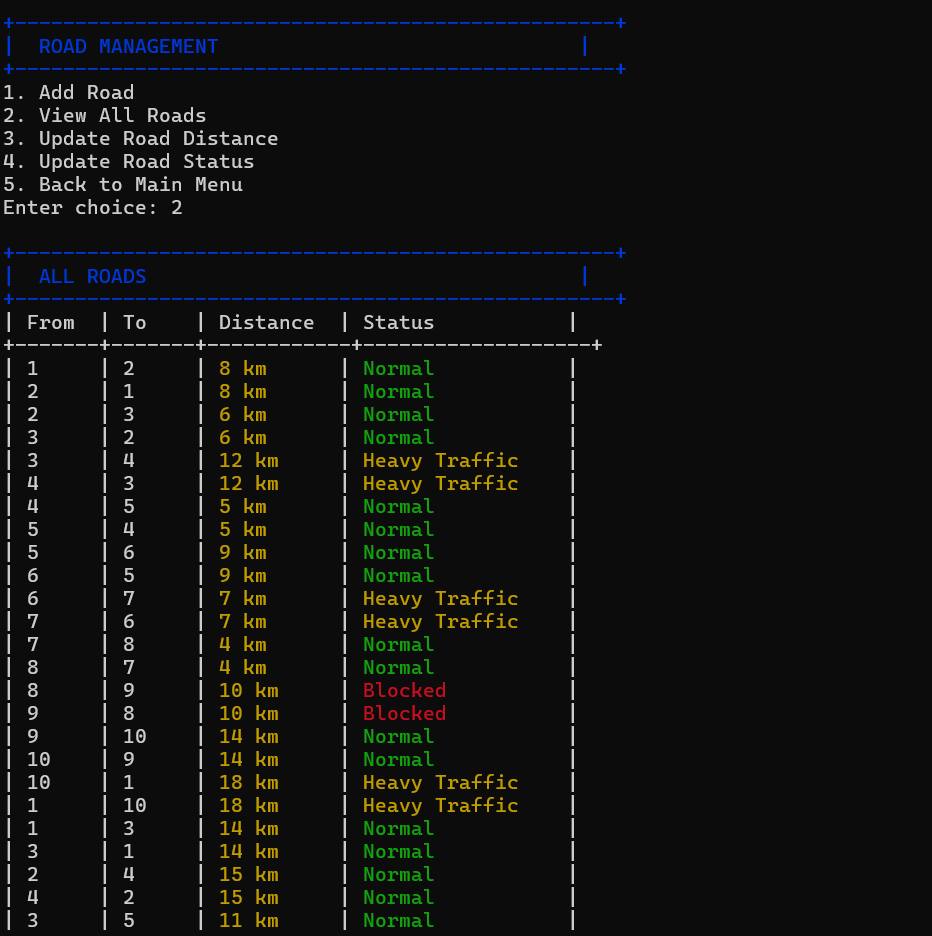 +--------------------------------------------------+
|  ROAD MANAGEMENT                              |
+--------------------------------------------------+
1. Add Road
2. View All Roads
3. Update Road Distance
4. Update Road Status
5. Back to Main Menu
Enter choice: 2
+--------------------------------------------------+
|  ALL ROADS                                    |
+--------------------------------------------------+
| From  | To    | Distance  | Status           |
+-------+-------+------------+-------------------+
| 1     | 2     | 8 km      | Normal           |
| 2     | 1     | 8 km      | Normal           |
| 2     | 3     | 6 km      | Normal           |
| 3     | 2     | 6 km      | Normal           |
| 3     | 4     | 12 km     | Heavy Traffic    |
| 4     | 3     | 12 km     | Heavy Traffic    |
| 4     | 5     | 5 km      | Normal           |
| 5     | 4     | 5 km      | Normal           |
| 5     | 6     | 9 km      | Normal           |
| 6     | 5     | 9 km      | Normal           |
| 6     | 7     | 7 km      | Heavy Traffic    |
| 7     | 6     | 7 km      | Heavy Traffic    |
| 7     | 8     | 4 km      | Normal           |
| 8     | 7     | 4 km      | Normal           |
| 8     | 9     | 10 km     | Blocked          |
| 9     | 8     | 10 km     | Blocked          |
| 9     | 10    | 14 km     | Normal           |
| 10    | 9     | 14 km     | Normal           |
| 10    | 1     | 18 km     | Heavy Traffic    |
| 1     | 10    | 18 km     | Heavy Traffic    |
| 1     | 3     | 14 km     | Normal           |
| 3     | 1     | 14 km     | Normal           |
| 2     | 4     | 15 km     | Normal           |
| 4     | 2     | 15 km     | Normal           |
| 3     | 5     | 11 km     | Normal           |